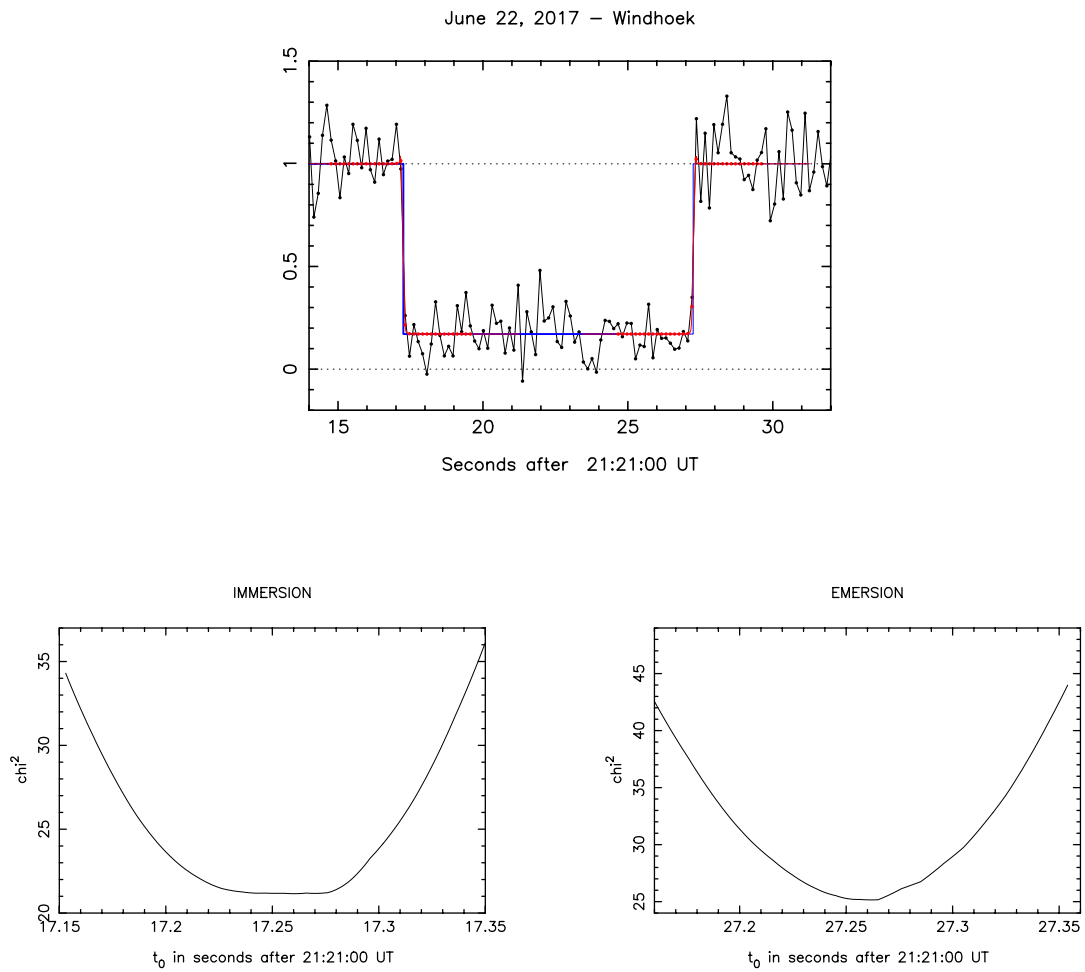 June 22, 2017 – Windhoek
1.5
1
0.5
0
15 20 25 30
Seconds after 21:21:00 UT
IMMERSION
35
30
25
20
chi2
17.15 17.2 17.25 17.3 17.35
t0 in seconds after 21:21:00 UT
EMERSION
45
40
35
30
25
chi2
27.2 27.25 27.3 27.35
t0 in seconds after 21:21:00 UT